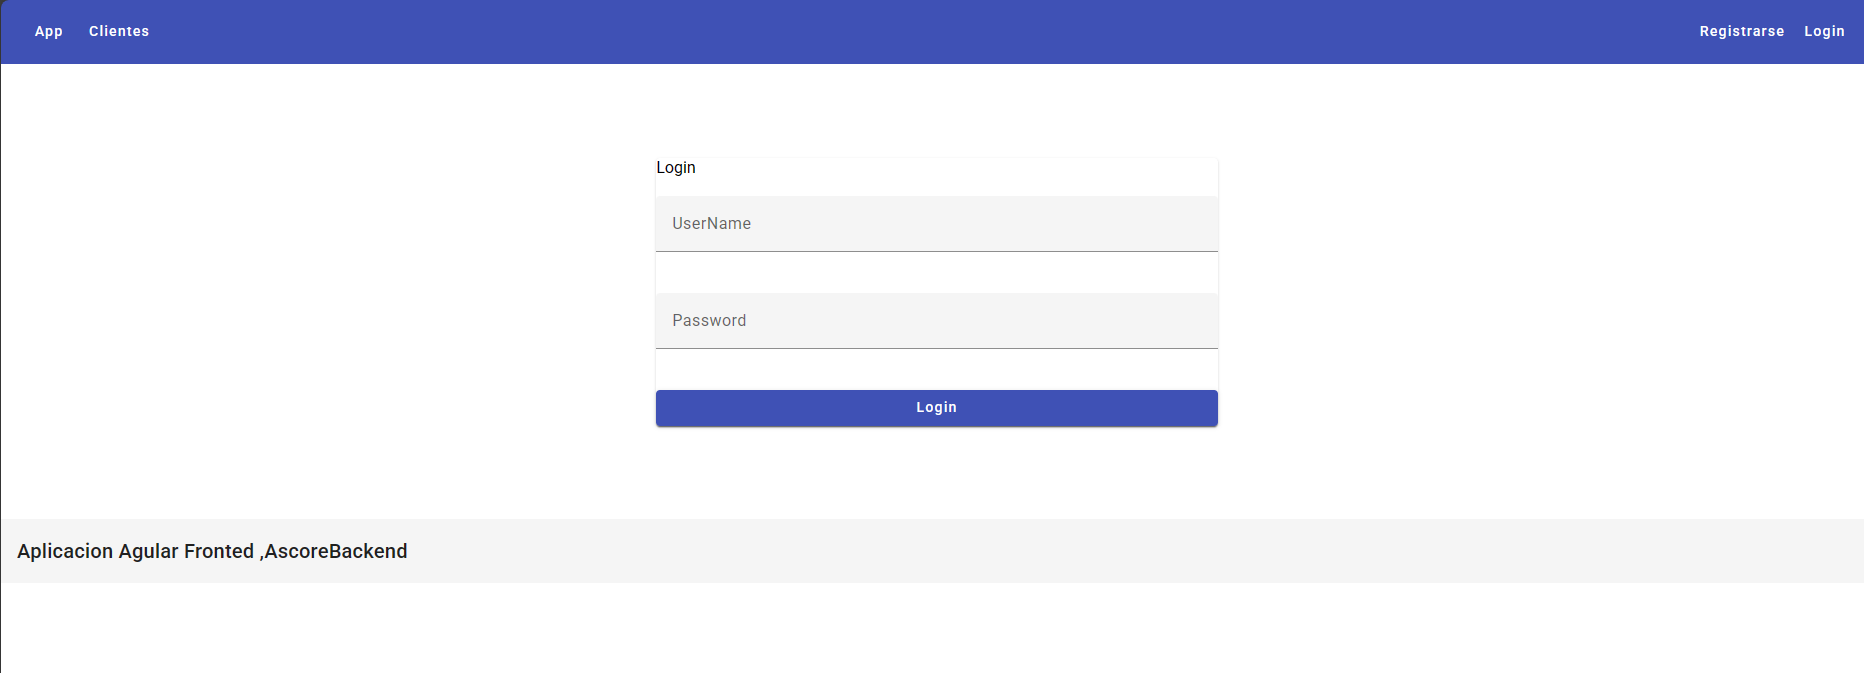 App Clientes Registrarse Login
Login
UserName
Password
Login
Aplicacion Agular Fronted ,AscoreBackend